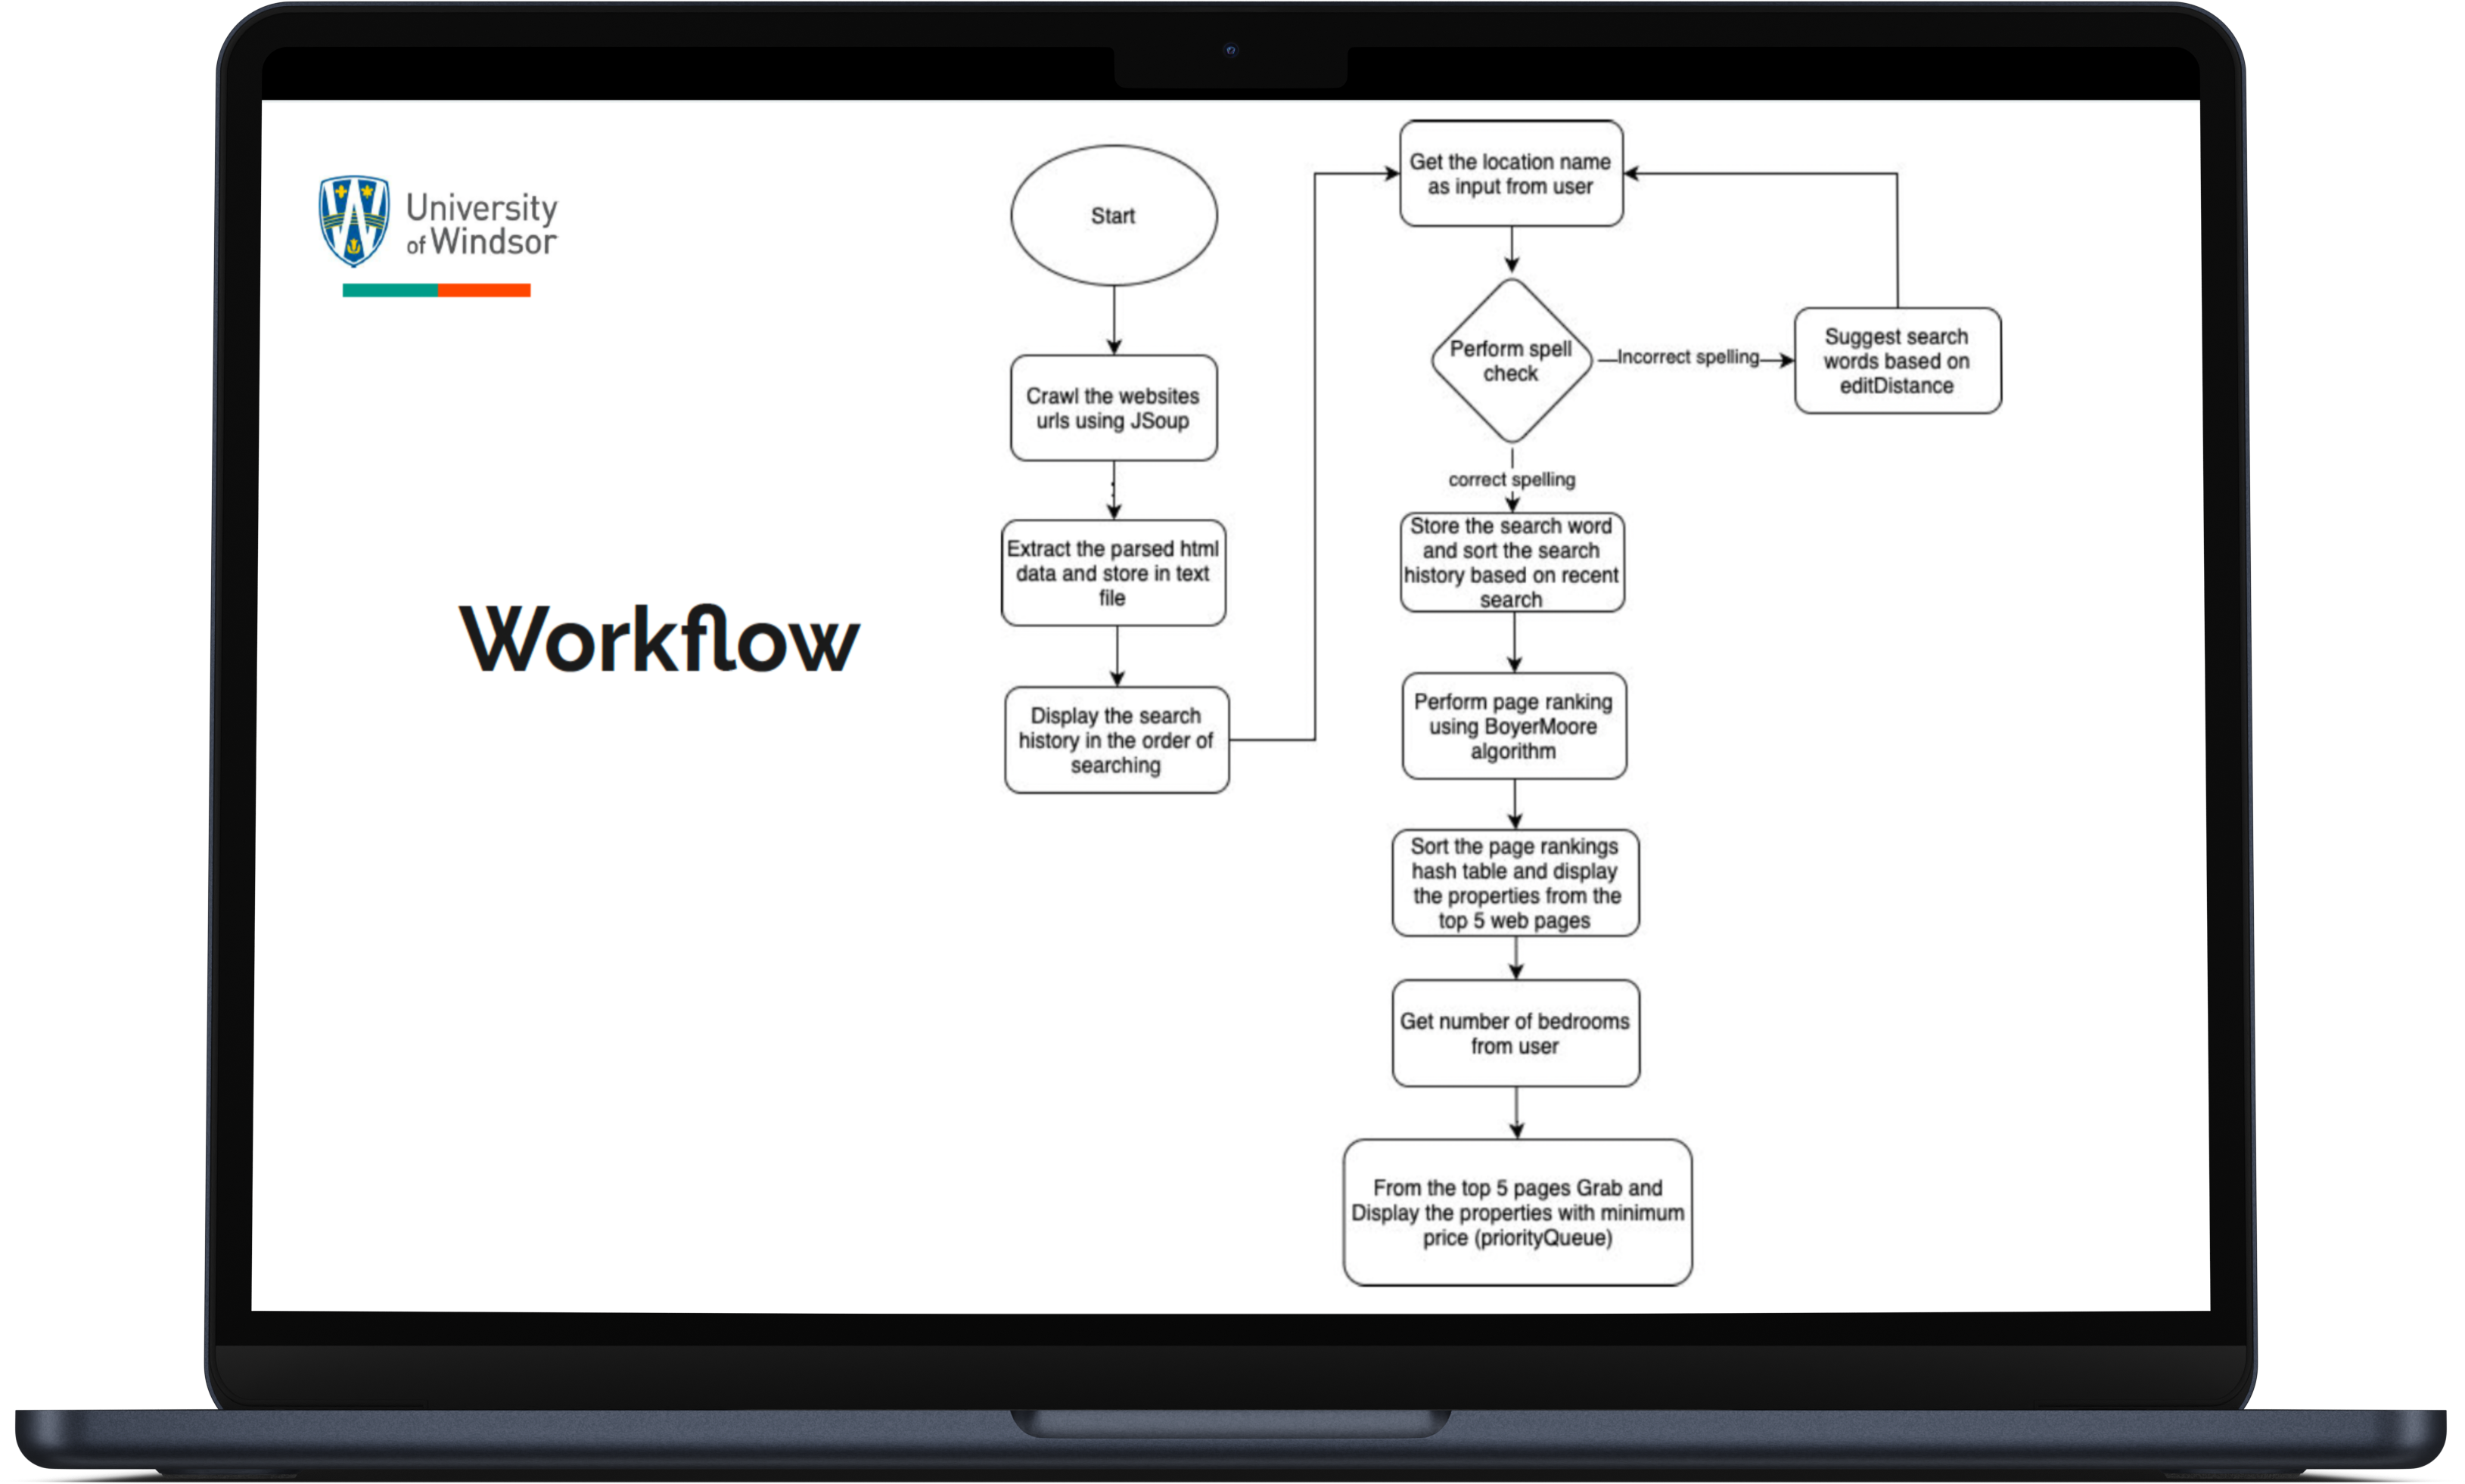 University
of Windsor
Workflow
Start
Crawl the websites
urls using JSoup
Extract the parsed html
data and store in text
file
Display the search
history in the order of
searching
Get the location name
as input from user
Perform spell
check
Incorrect spelling
Suggest search
words based on
editDistance
correct spelling
Store the search word
and sort the search
history based on recent
search
Perform page ranking
using BoyerMoore
algorithm
Sort the page rankings
hash table and display
the properties from the
top 5 web pages
Get number of bedrooms
from user
From the top 5 pages Grab and
Display the properties with minimum
price (priorityQueue)